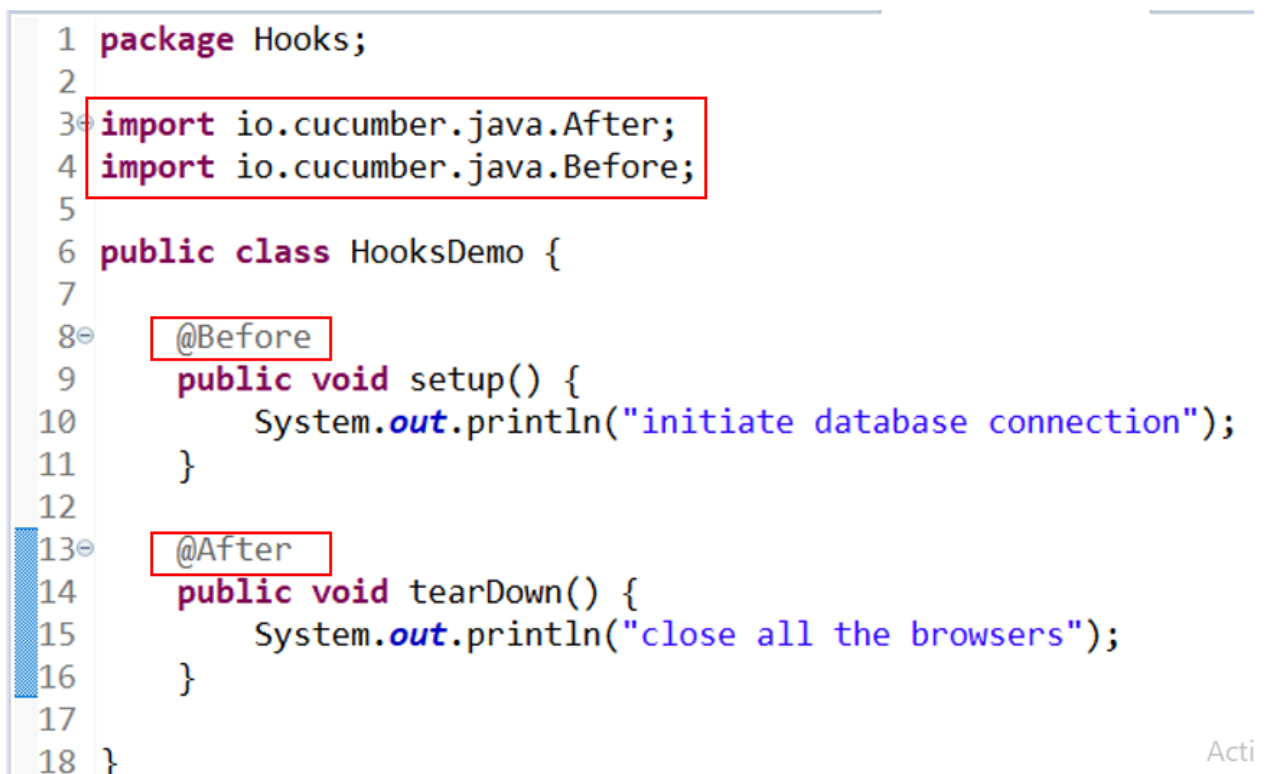 1 package Hooks;
2
3 import io.cucumber.java.After;
4 import io.cucumber.java.Before;
5
6 public class HooksDemo {
7
8 @Before
9 public void setup() {
10 System.out.println("initiate database connection");
11 }
12
13 @After
14 public void tearDown() {
15 System.out.println("close all the browsers");
16 }
17
18 }
Acti